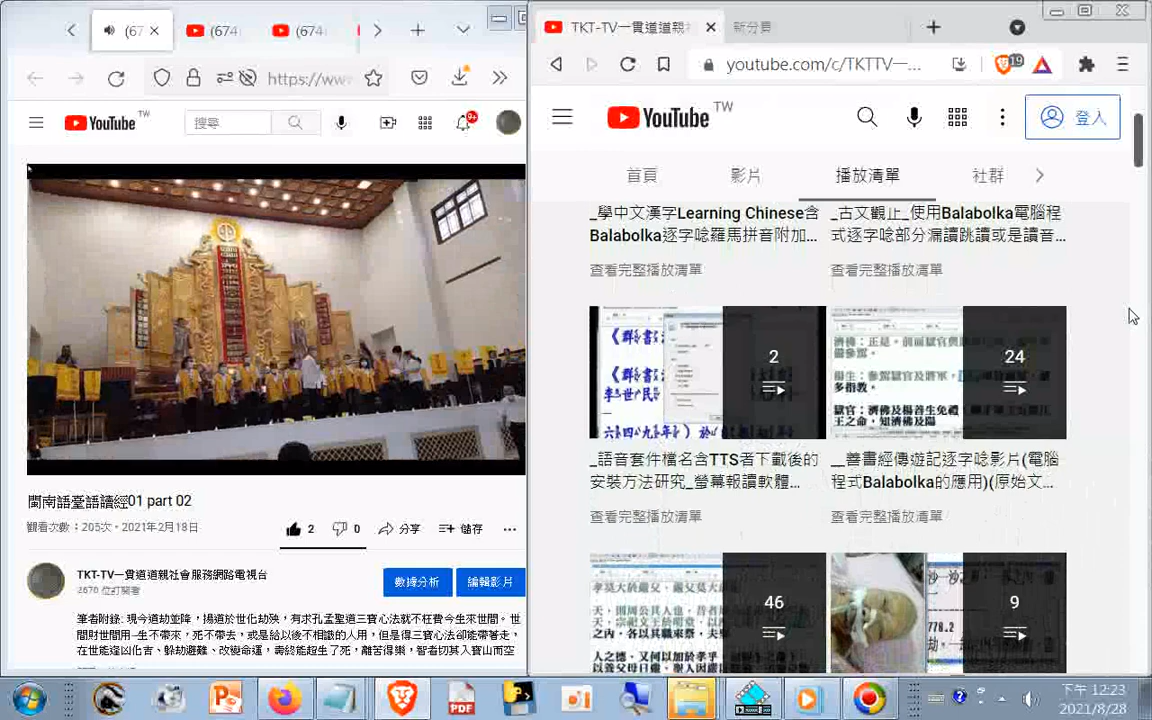 (67
(674
(674
https://www
YouTube TW
搜尋
9+
閩南語臺語讀經01 part 02
觀看次數：205次・2021年2月18日
2
0
分享
儲存
TKT-TV一貫道道親社會服務網路電視台
2670 位訂閱者
數據分析
編輯影片
筆者附錄: 現今道劫並降，揚道於世化劫殃，有求孔孟聖道三寶心法就不枉費今生來世間。世
間財世間用─生不帶來，死不帶去，或是給以後不相識的人用，但是得三寶心法卻能帶著走，
在世能逢凶化吉、躲劫避難、改變命運，壽終能超生了死，離苦得樂，智者切其入寶山而空
TKT-TV一貫道道親社
新分頁
youtube.com/c/TKTTV一...
19
YouTube TW
登入
首頁
影片
播放清單
社群
_學中文漢字Learning Chinese含
Balabolka逐字唸羅馬拼音附加...
查看完整播放清單
_古文觀止_使用Balabolka電腦程
式逐字唸部分漏讀跳讀或是讀音...
查看完整播放清單
2
_語音套件檔名含TTS者下載後的
安裝方法研究_螢幕報讀軟體...
查看完整播放清單
24
__善書經傳遊記逐字唸影片(電腦
程式Balabolka的應用)(原始文...
查看完整播放清單
46
9
下午 12:23
2021/8/28